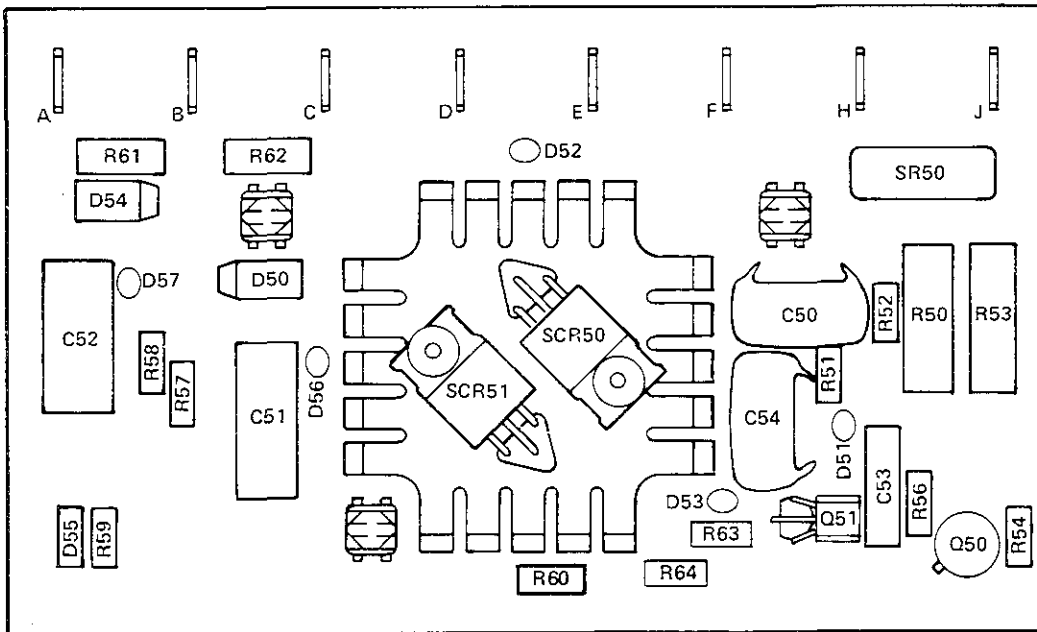 A B C D E F H J
R61 R62 D52 SR50
D54
D57 D50
C52 C51 C50 R52 R50 R53
R58 D56 SCR50 R51
R57 SCR51 C54 D51
D53 C53 R56
D55 R59 R63 Q51 Q50 R54
R60 R64